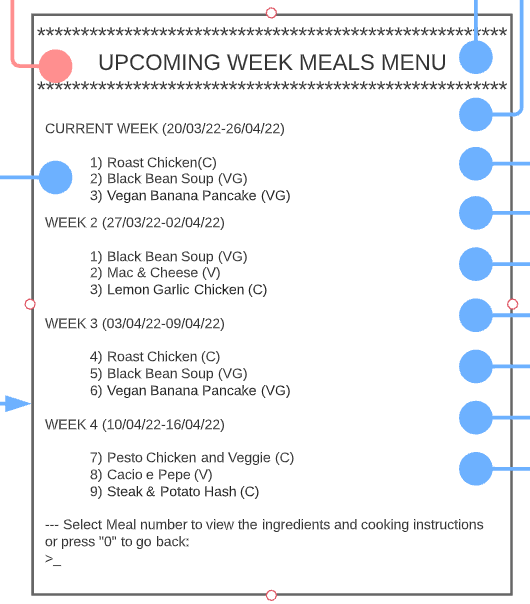 ******************************************************
UPCOMING WEEK MEALS MENU
******************************************************
CURRENT WEEK (20/03/22-26/04/22)
1) Roast Chicken(C)
2) Black Bean Soup (VG)
3) Vegan Banana Pancake (VG)
WEEK 2 (27/03/22-02/04/22)
1) Black Bean Soup (VG)
2) Mac & Cheese (V)
3) Lemon Garlic Chicken (C)
WEEK 3 (03/04/22-09/04/22)
4) Roast Chicken (C)
5) Black Bean Soup (VG)
6) Vegan Banana Pancake (VG)
WEEK 4 (10/04/22-16/04/22)
7) Pesto Chicken and Veggie (C)
8) Cacio e Pepe (V)
9) Steak & Potato Hash (C)
--- Select Meal number to view the ingredients and cooking instructions
or press "0" to go back:
>_